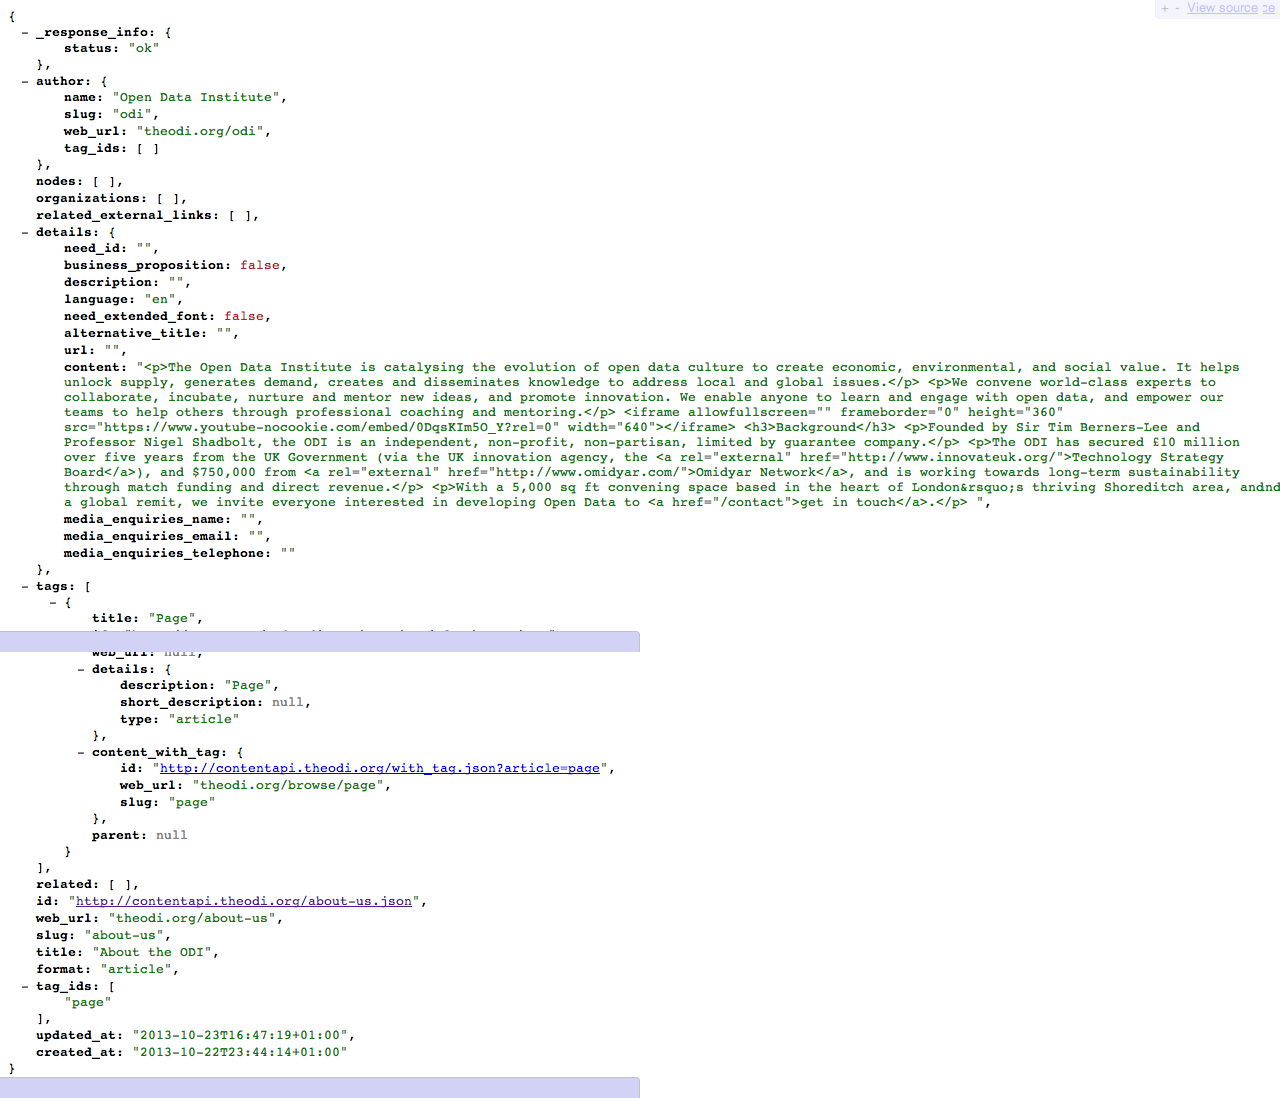 + - View source ce
{
– _response_info: {
status: "ok"
},
– author: {
name: "Open Data Institute",
slug: "odi",
web_url: "theodi.org/odi",
tag_ids: [ ]
},
nodes: [ ],
organizations: [ ],
related_external_links: [ ],
– details: {
need_id: "",
business_proposition: false,
description: "",
language: "en",
need_extended_font: false,
alternative_title: "",
url: "",
content: "<p>The Open Data Institute is catalysing the evolution of open data culture to create economic, environmental, and social value. It helps
unlock supply, generates demand, creates and disseminates knowledge to address local and global issues.</p> <p>We convene world-class experts to
collaborate, incubate, nurture and mentor new ideas, and promote innovation. We enable anyone to learn and engage with open data, and empower our
teams to help others through professional coaching and mentoring.</p> <iframe allowfullscreen="" frameborder="0" height="360"
src="https://www.youtube-nocookie.com/embed/0DqsKIm5O_Y?rel=0" width="640"></iframe> <h3>Background</h3> <p>Founded by Sir Tim Berners-Lee and
Professor Nigel Shadbolt, the ODI is an independent, non-profit, non-partisan, limited by guarantee company.</p> <p>The ODI has secured £10 million
over five years from the UK Government (via the UK innovation agency, the <a rel="external" href="http://www.innovateuk.org/">Technology Strategy
Board</a>), and $750,000 from <a rel="external" href="http://www.omidyar.com/">Omidyar Network</a>, and is working towards long-term sustainability
through match funding and direct revenue.</p> <p>With a 5,000 sq ft convening space based in the heart of London&rsquo;s thriving Shoreditch area, andnd
a global remit, we invite everyone interested in developing Open Data to <a href="/contact">get in touch</a>.</p> ",
media_enquiries_name: "",
media_enquiries_email: "",
media_enquiries_telephone: ""
},
– tags: [
– {
title: "Page",
web_url: null,
– details: {
description: "Page",
short_description: null,
type: "article"
},
– content_with_tag: {
id: "http://contentapi.theodi.org/with_tag.json?article=page",
web_url: "theodi.org/browse/page",
slug: "page"
},
parent: null
}
],
related: [ ],
id: "http://contentapi.theodi.org/about-us.json",
web_url: "theodi.org/about-us",
slug: "about-us",
title: "About the ODI",
format: "article",
– tag_ids: [
"page"
],
updated_at: "2013-10-23T16:47:19+01:00",
created_at: "2013-10-22T23:44:14+01:00"
}